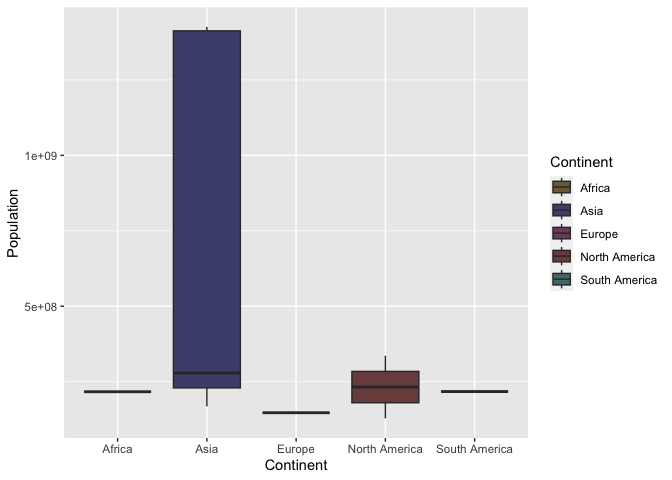 Population
1e+09
5e+08
Africa
Asia
Europe
North America
South America
Continent
Continent
Africa
Asia
Europe
North America
South America